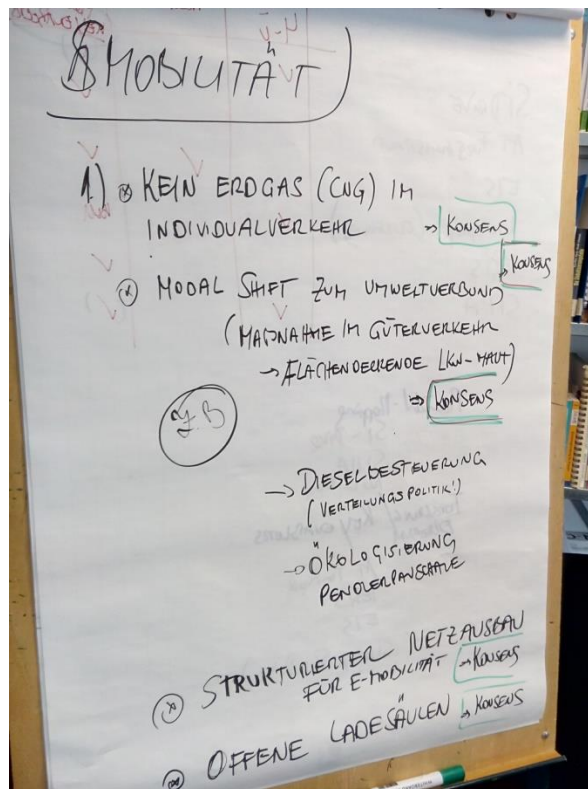 MOBILITÄT
1) ⊗ KEIN ERDGAS (CNG) IM
INDIVIDUALVERKEHR → KONSENS
⊗ MODAL SHIFT ZUM UMWELTVERBUND → KONSENS
(MAßNAHME IM GÜTERVERKEHR
→ FLÄCHENDECKENDE LKW-MAUT)
⇒ KONSENS
z.B
→ DIESELBESTEUERUNG
(VERTEILUNGSPOLITIK!)
→ ÖKOLOGISIERUNG
PENDLERPAUSCHALE
⊗ STRUKTURIERTER NETZAUSBAU
FÜR E-MOBILITÄT → KONSENS
⊗ OFFENE LADESÄULEN → KONSENS